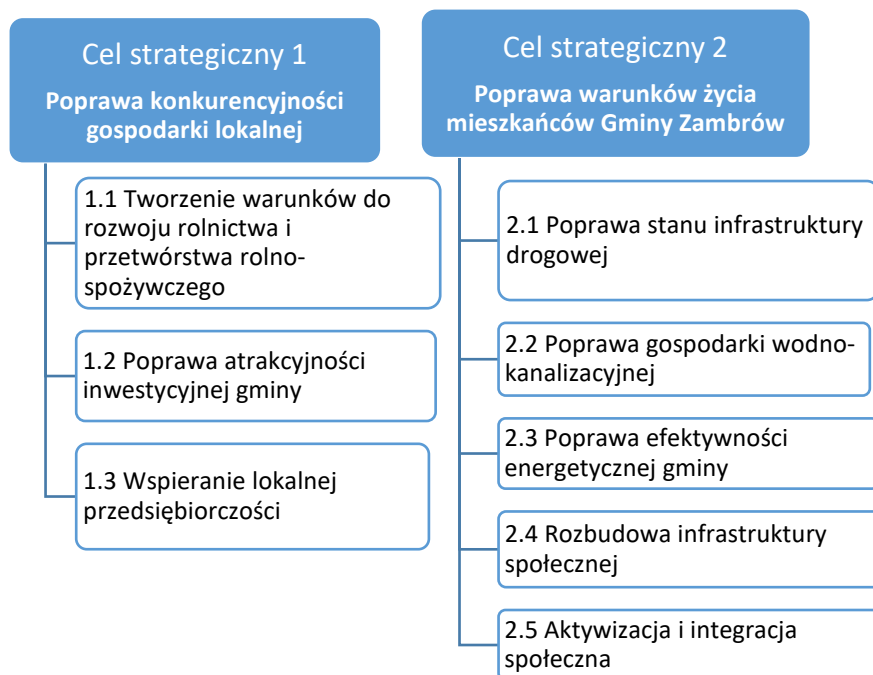 Cel strategiczny 1
Poprawa konkurencyjności
gospodarki lokalnej
1.1 Tworzenie warunków do
rozwoju rolnictwa i
przetwórstwa rolno-
spożywczego
1.2 Poprawa atrakcyjności
inwestycyjnej gminy
1.3 Wspieranie lokalnej
przedsiębiorczości
Cel strategiczny 2
Poprawa warunków życia
mieszkańców Gminy Zambrów
2.1 Poprawa stanu infrastruktury
drogowej
2.2 Poprawa gospodarki wodno-
kanalizacyjnej
2.3 Poprawa efektywności
energetycznej gminy
2.4 Rozbudowa infrastruktury
społecznej
2.5 Aktywizacja i integracja
społeczna